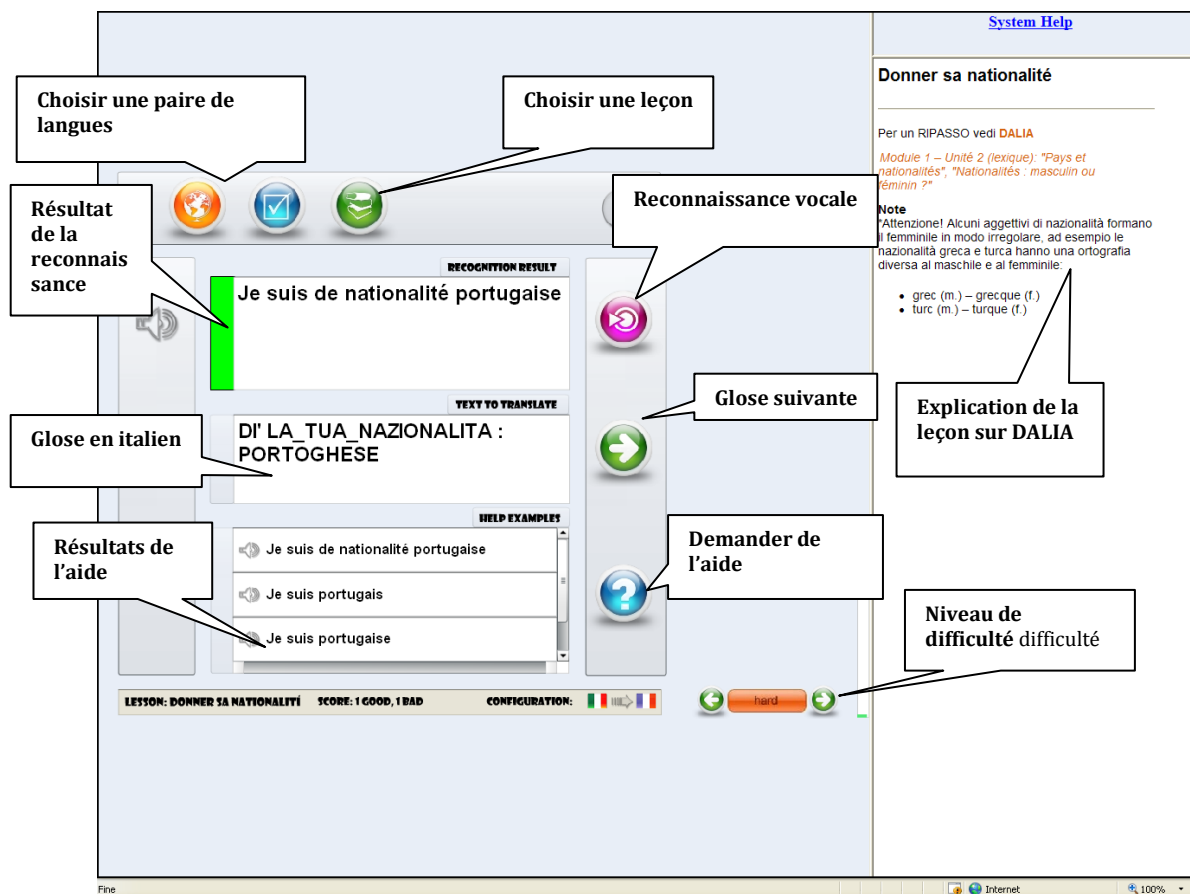 System Help
Donner sa nationalité
Choisir une paire de
langues
Choisir une leçon
Per un RIPASSO vedi DALIA
Module 1 – Unité 2 (lexique): "Pays et
nationalités", "Nationalités : masculin ou
féminin ?"
Résultat
de la
reconnais
sance
Reconnaissance vocale
Note
"Attenzione! Alcuni aggettivi di nazionalità formano
il femminile in modo irregolare, ad esempio le
nazionalità greca e turca hanno una ortografia
diversa al maschile e al femminile:
grec (m.) – grecque (f.)
turc (m.) – turque (f.)
RECOGNITION RESULT
Je suis de nationalité portugaise
Glose suivante
Explication de la
leçon sur DALIA
TEXT TO TRANSLATE
Glose en italien
DI' LA_TUA_NAZIONALITA :
PORTOGHESE
HELP EXAMPLES
Résultats de
l'aide
Je suis de nationalité portugaise
Je suis portugais
Je suis portugaise
Demander de
l'aide
Niveau de
difficulté difficulté
LESSON: DONNER SA NATIONALITÍ SCORE: 1 GOOD, 1 BAD CONFIGURATION:
hard
Fine Internet 100%